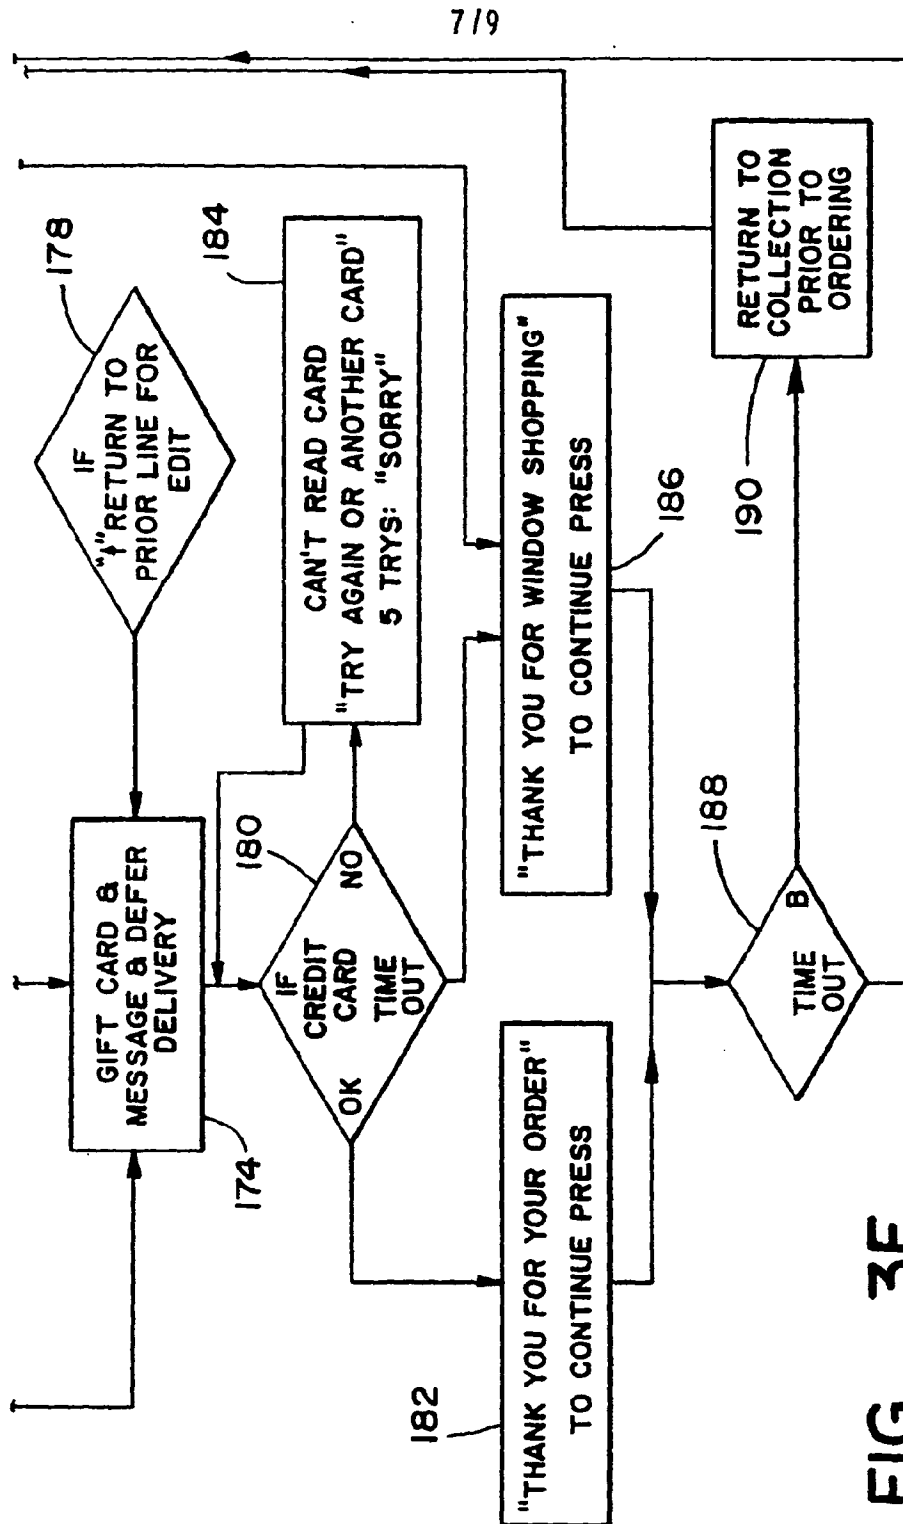 7/9
IF
"↑" RETURN TO
PRIOR LINE FOR
EDIT
178
GIFT CARD &
MESSAGE & DEFER
DELIVERY
174
CAN'T READ CARD
"TRY AGAIN OR ANOTHER CARD"
5 TRYS: "SORRY"
184
IF
CREDIT
CARD
TIME
OUT
OK
NO
180
"THANK YOU FOR YOUR ORDER"
TO CONTINUE PRESS
182
"THANK YOU FOR WINDOW SHOPPING"
TO CONTINUE PRESS
186
TIME
OUT
B
188
RETURN TO
COLLECTION
PRIOR TO
ORDERING
190
FIG